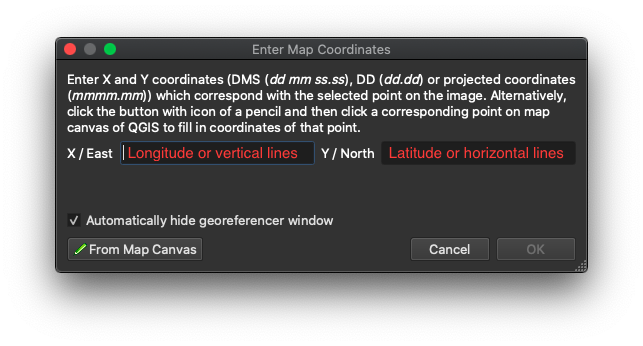 Enter Map Coordinates
Enter X and Y coordinates (DMS (dd mm ss.ss), DD (dd.dd) or projected coordinates
(mmmm.mm)) which correspond with the selected point on the image. Alternatively,
click the button with icon of a pencil and then click a corresponding point on map
canvas of QGIS to fill in coordinates of that point.
X / East Longitude or vertical lines Y / North Latitude or horizontal lines
Automatically hide georeferencer window
From Map Canvas Cancel OK